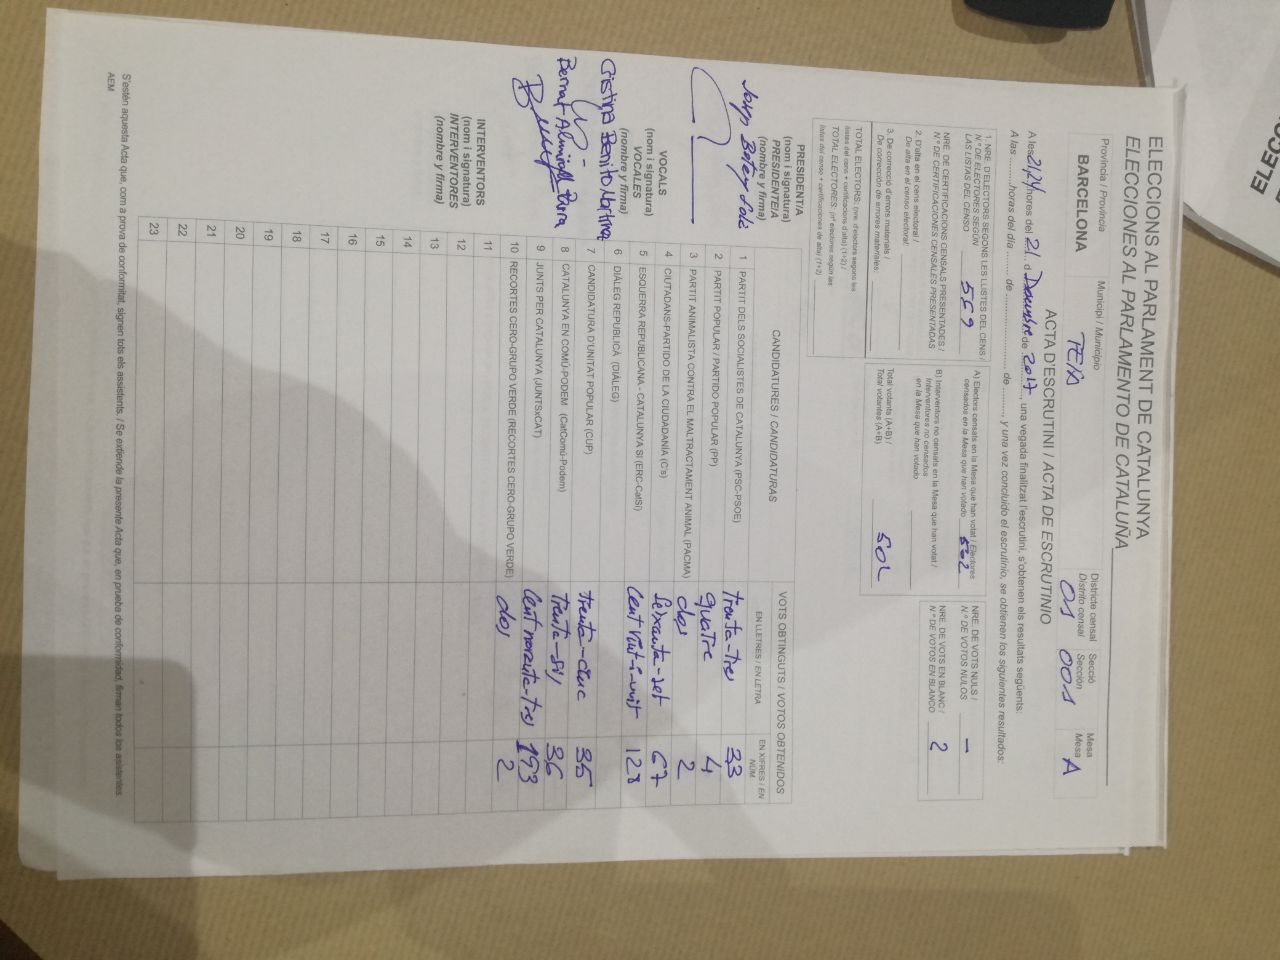 ELECCIONS AL PARLAMENT DE CATALUNYA
ELECCIONES AL PARLAMENTO DE CATALUÑA
Província / Provincia
BARCELONA
Municipi / Municipio
TEIÀ
Districte censal
Distrito censal
01
Secció
Sección
001
Mesa
Mesa
A
ACTA D'ESCRUTINI / ACTA DE ESCRUTINIO
A les 21,24 hores del 21 d Desembre de 2017, una vegada finalitzat l'escrutini, s'obtenen els resultats següents:
A las ............horas del día ........ de ........................ de ........, y una vez concluido el escrutinio, se obtienen los siguientes resultados:
1. NRE. D'ELECTORS SEGONS LES LLISTES DEL CENS /
N.º DE ELECTORES SEGÚN
LAS LISTAS DEL CENSO
559
NRE. DE CERTIFICACIONS CENSALS PRESENTADES /
N.º DE CERTIFICACIONES CENSALES PRESENTADAS
2. D'alta en el cens electoral /
De alta en el censo electoral:
3. De correcció d'errors materials /
De corrección de errores materiales:
TOTAL ELECTORS: (nre. d'electors segons les
llistes del cens + certificacions d'alta) (1+2) /
TOTAL ELECTORES: (nº electores según las
listas del censo + certificaciones de alta) (1+2)
A) Electors censats en la Mesa que han votat / Electores
censados en la Mesa que han votado
502
B) Interventors no censats en la Mesa que han votat /
Interventores no censados
en la Mesa que han votado
Total votants (A+B) /
Total votantes (A+B)
502
NRE. DE VOTS NULS /
N.º DE VOTOS NULOS
–
NRE. DE VOTS EN BLANC /
N.º DE VOTOS EN BLANCO
2
PRESIDENT/A
(nom i signatura)
PRESIDENTE/A
(nombre y firma)
Josep Botey Solé
VOCALS
(nom i signatura)
VOCALES
(nombre y firma)
Cristina Benito
Bernat
INTERVENTORS
(nom i signatura)
INTERVENTORES
(nombre y firma)
CANDIDATURES / CANDIDATURAS
VOTS OBTINGUTS / VOTOS OBTENIDOS
EN LLETRES / EN LETRA
EN XIFRES / EN NÚM.
1 PARTIT DELS SOCIALISTES DE CATALUNYA (PSC-PSOE) trenta-tres 33
2 PARTIT POPULAR / PARTIDO POPULAR (PP) quatre 4
3 PARTIT ANIMALISTA CONTRA EL MALTRACTAMENT ANIMAL (PACMA) dos 2
4 CIUTADANS-PARTIDO DE LA CIUDADANÍA (C's) seixanta-set 67
5 ESQUERRA REPUBLICANA - CATALUNYA SÍ (ERC-CatSí) Cent vint-i-vuit 128
6 DIÀLEG REPUBLICÀ (DIÀLEG)
7 CANDIDATURA D'UNITAT POPULAR (CUP) trenta-cinc 35
8 CATALUNYA EN COMÚ-PODEM (CatComú-Podem) trenta-sis 36
9 JUNTS PER CATALUNYA (JUNTSxCAT) Cent noranta-tres 193
10 RECORTES CERO-GRUPO VERDE (RECORTES CERO-GRUPO VERDE) dos 2
11
12
13
14
15
16
17
18
19
20
21
22
23
S'estén aquesta Acta que, com a prova de conformitat, signen tots els assistents. / Se extiende la presente Acta que, en prueba de conformidad, firman todos los asistentes.
AEM
ELEC